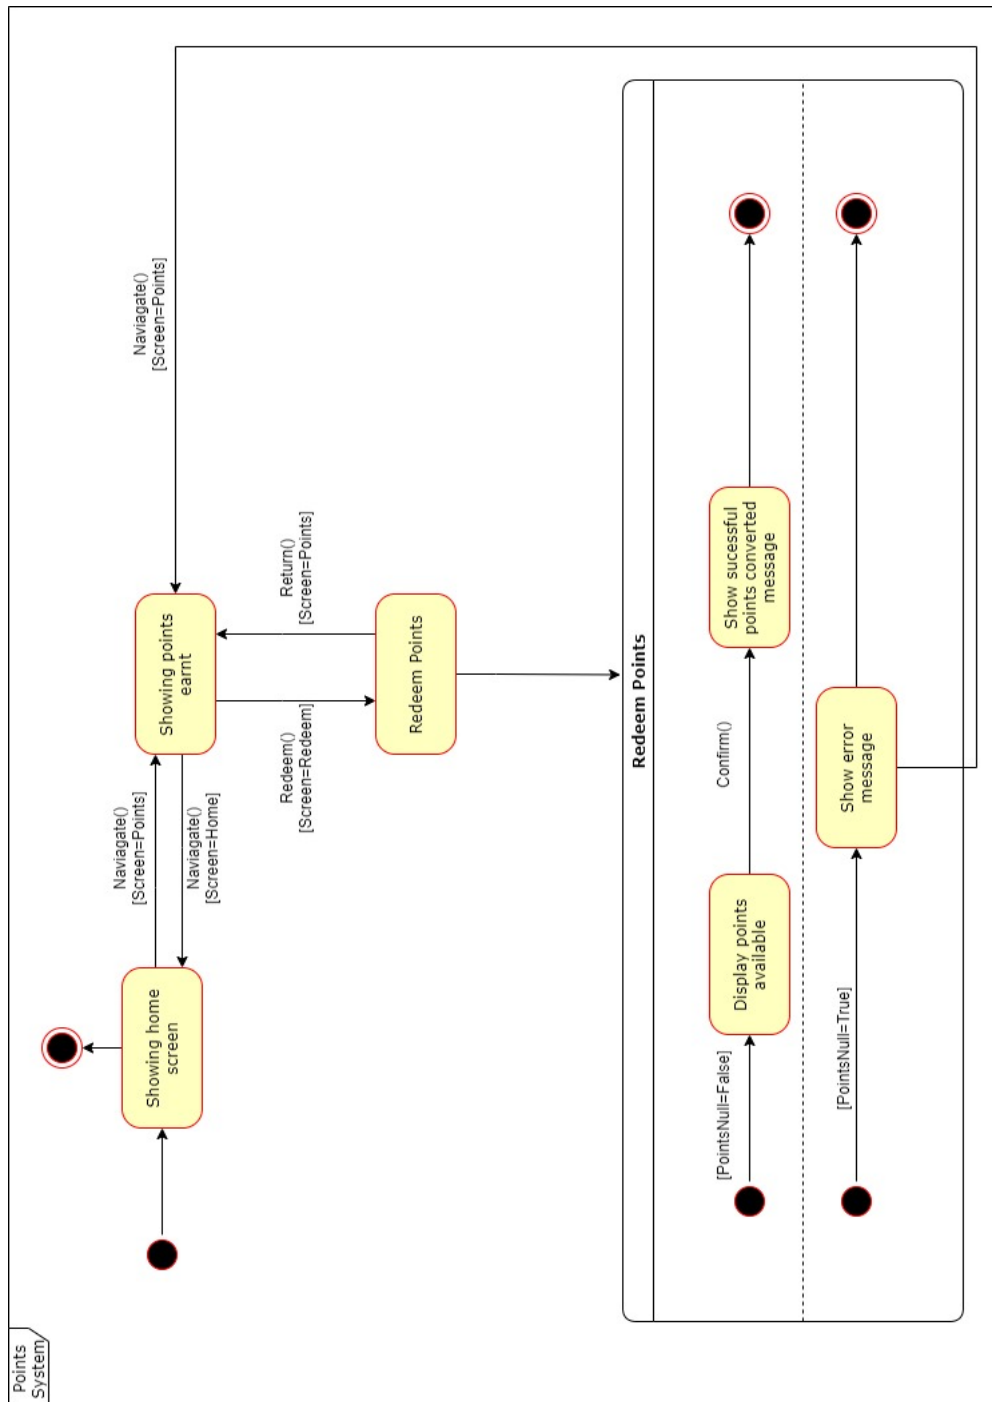 Points
System
Showing home
screen
Naviagate()
[Screen=Points]
Naviagate()
[Screen=Home]
Showing points
earnt
Naviagate()
[Screen=Points]
Redeem()
[Screen=Redeem]
Return()
[Screen=Points]
Redeem Points
Redeem Points
[PointsNull=False]
Display points
available
Confirm()
Show sucessful
points converted
message
[PointsNull=True]
Show error
message